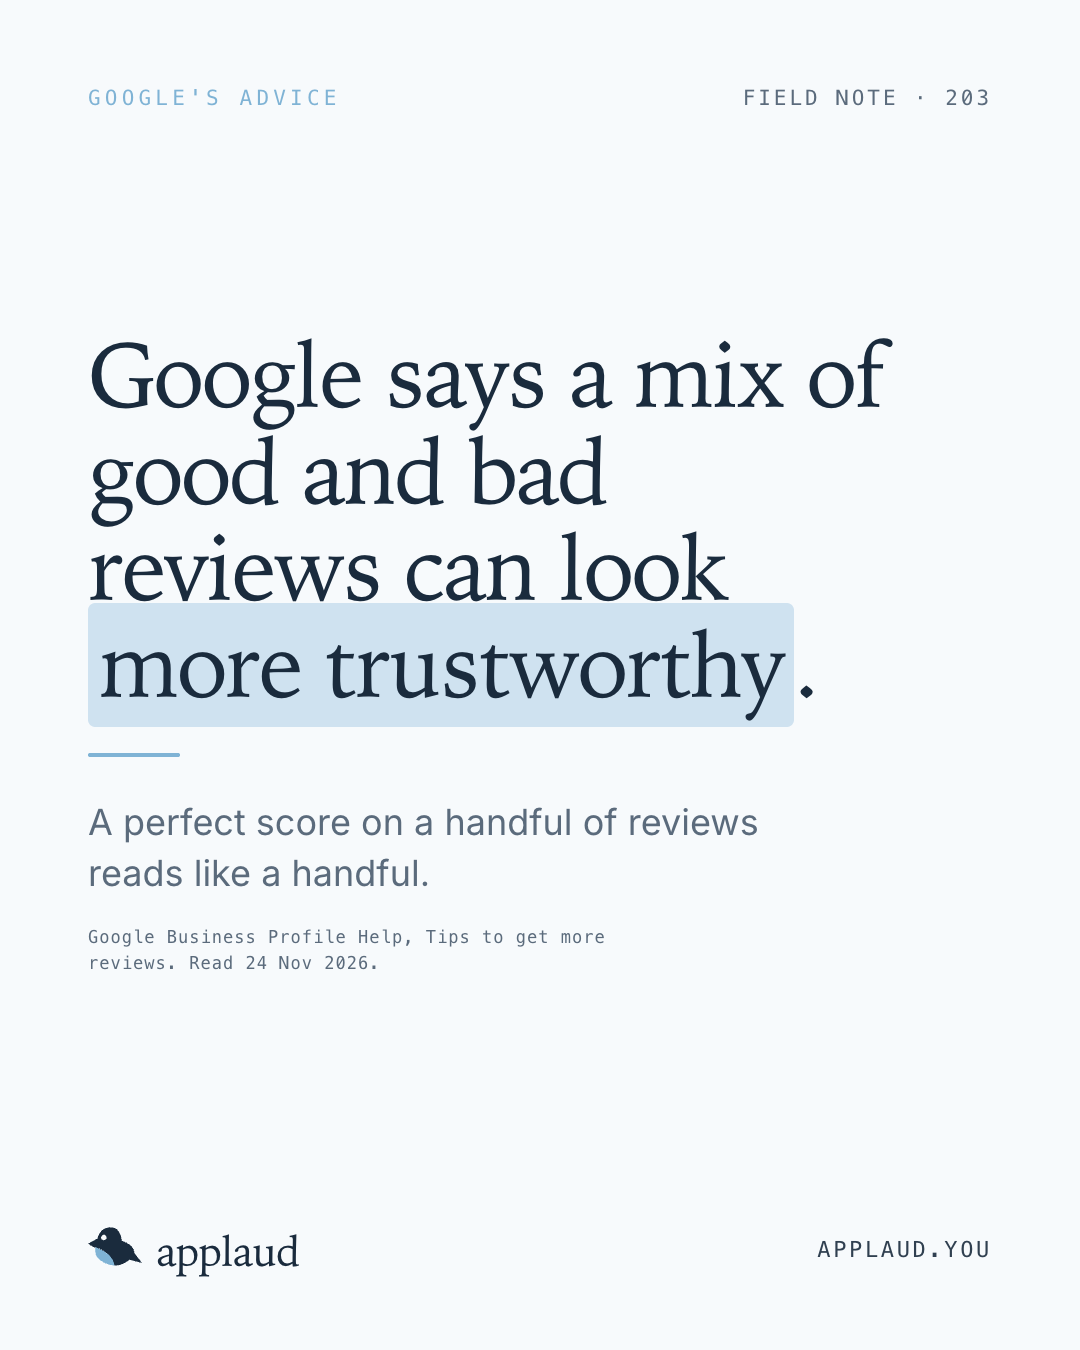 GOOGLE'S ADVICE
FIELD NOTE · 203
Google says a mix of
good and bad
reviews can look
more trustworthy.
A perfect score on a handful of reviews
reads like a handful.
Google Business Profile Help, Tips to get more
reviews. Read 24 Nov 2026.
applaud
APPLAUD.YOU